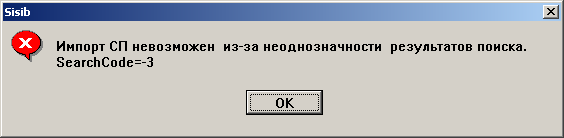 Sisib
Импорт СП невозможен  из-за неоднозначности  результатов поиска.
SearchCode=-3
OK